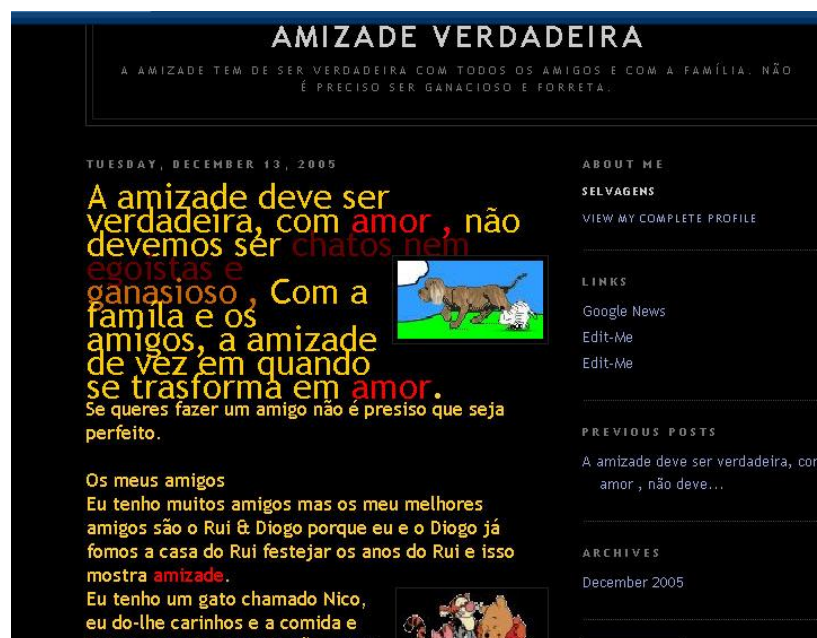 AMIZADE VERDADEIRA
A AMIZADE TEM DE SER VERDADEIRA COM TODOS OS AMIGOS E COM A FAMÍLIA. NÃO
É PRECISO SER GANACIOSO E FORRETA.
TUESDAY, DECEMBER 13, 2005
A amizade deve ser
verdadeira, com amor , não
devemos ser chatos nem
egoistas e
ganasioso , Com a
famila e os
amigos, a amizade
de vez em quando
se trasforma em amor.
Se queres fazer um amigo não é presiso que seja
perfeito.
Os meus amigos
Eu tenho muitos amigos mas os meu melhores
amigos são o Rui & Diogo porque eu e o Diogo já
fomos a casa do Rui festejar os anos do Rui e isso
mostra amizade.
Eu tenho um gato chamado Nico,
eu do-lhe carinhos e a comida e
ABOUT ME
SELVAGENS
VIEW MY COMPLETE PROFILE
LINKS
Google News
Edit-Me
Edit-Me
PREVIOUS POSTS
A amizade deve ser verdadeira, com
amor , não deve...
ARCHIVES
December 2005